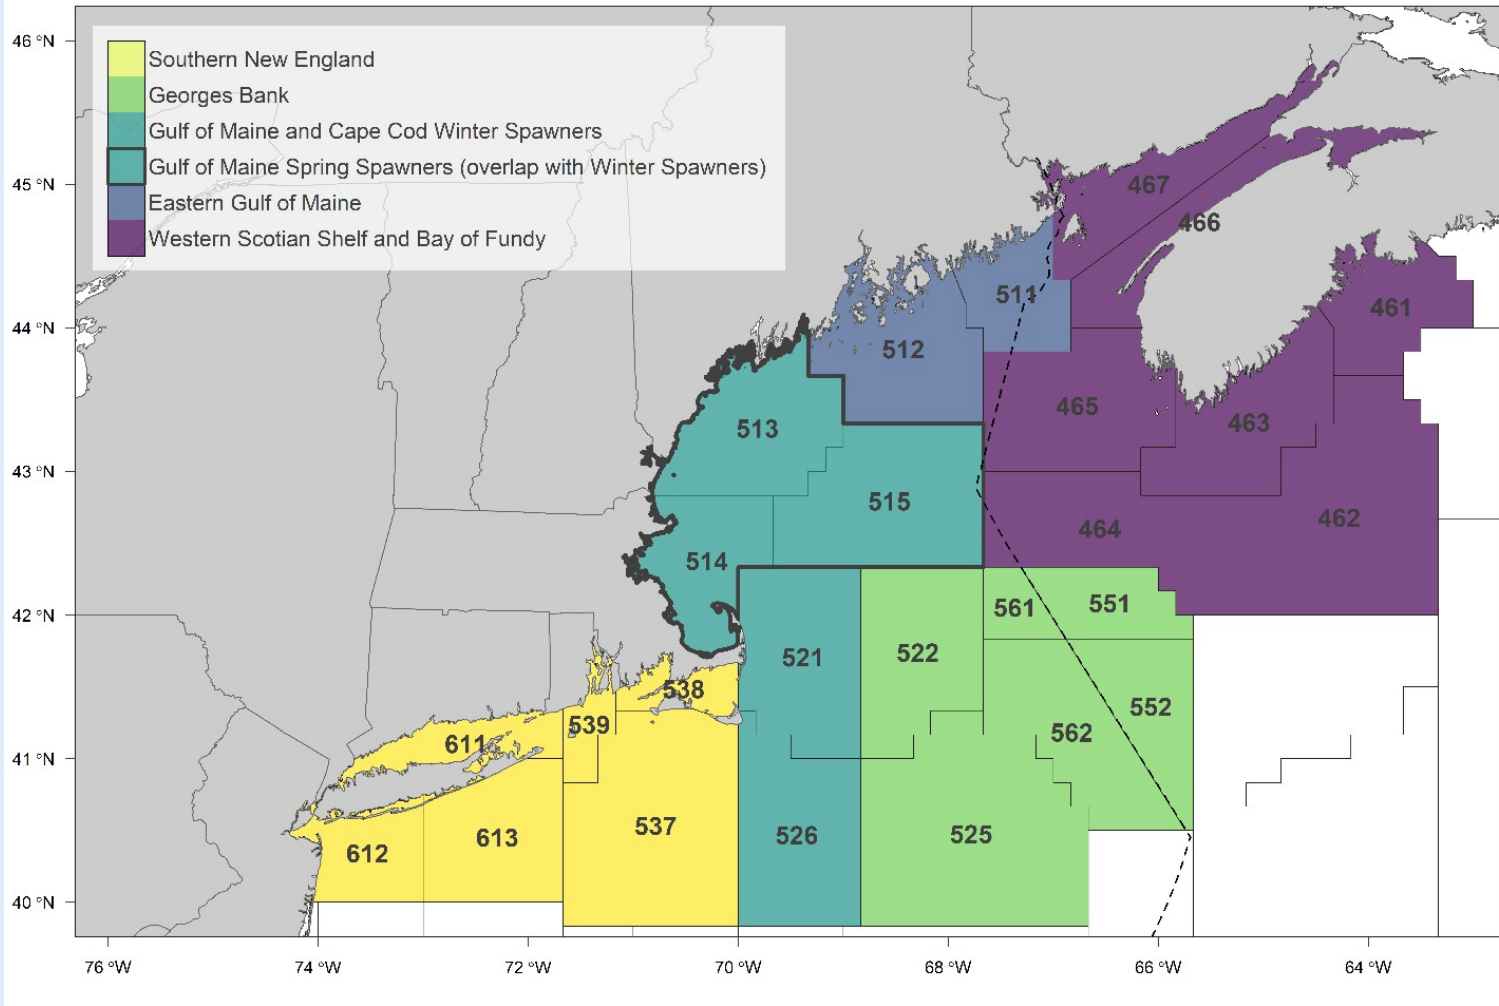 46 °N
45 °N
44 °N
43 °N
42 °N
41 °N
40 °N
Southern New England
Georges Bank
Gulf of Maine and Cape Cod Winter Spawners
Gulf of Maine Spring Spawners (overlap with Winter Spawners)
Eastern Gulf of Maine
Western Scotian Shelf and Bay of Fundy
467
466
511
461
512
465
463
513
515
462
464
514
561
551
522
521
538
552
539
562
611
537
526
525
613
612
76 °W
74 °W
72 °W
70 °W
68 °W
66 °W
64 °W